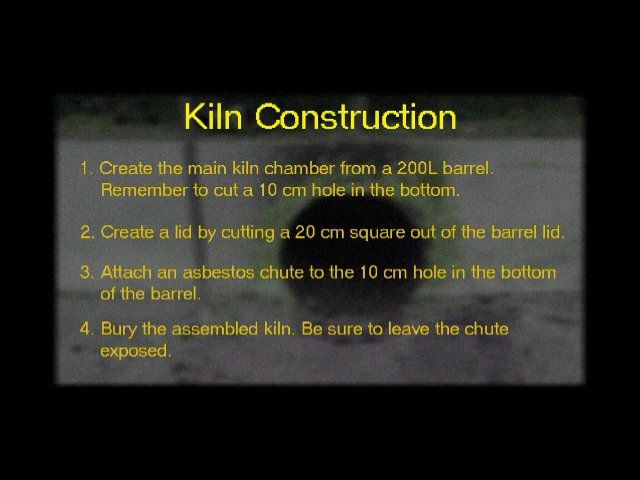 Kiln Construction
1. Create the main kiln chamber from a 200L barrel.
Remember to cut a 10 cm hole in the bottom.
2. Create a lid by cutting a 20 cm square out of the barrel lid.
3. Attach an asbestos chute to the 10 cm hole in the bottom
of the barrel.
4. Bury the assembled kiln. Be sure to leave the chute
exposed.